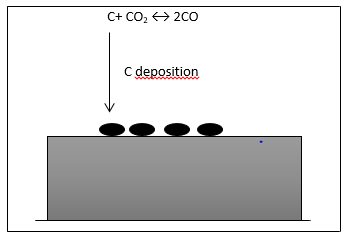 C+ CO₂ ↔ 2CO
C deposition